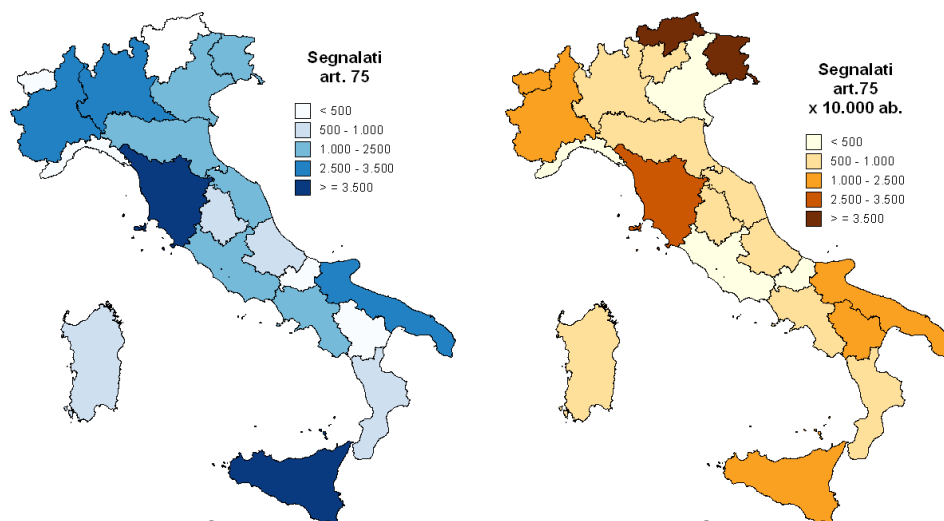 Segnalati
art. 75
< 500
500 - 1.000
1.000 - 2500
2.500 - 3.500
> = 3.500
Segnalati
art.75
x 10.000 ab.
< 500
500 - 1.000
1.000 - 2.500
2.500 - 3.500
> = 3.500